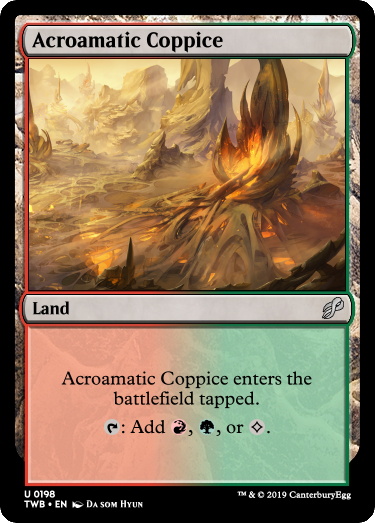 Acroamatic Coppice
Land
Acroamatic Coppice enters the
battlefield tapped.
: Add , , or .
U 0198
TWB • EN Da som Hyun
™ & © 2019 CanterburyEgg